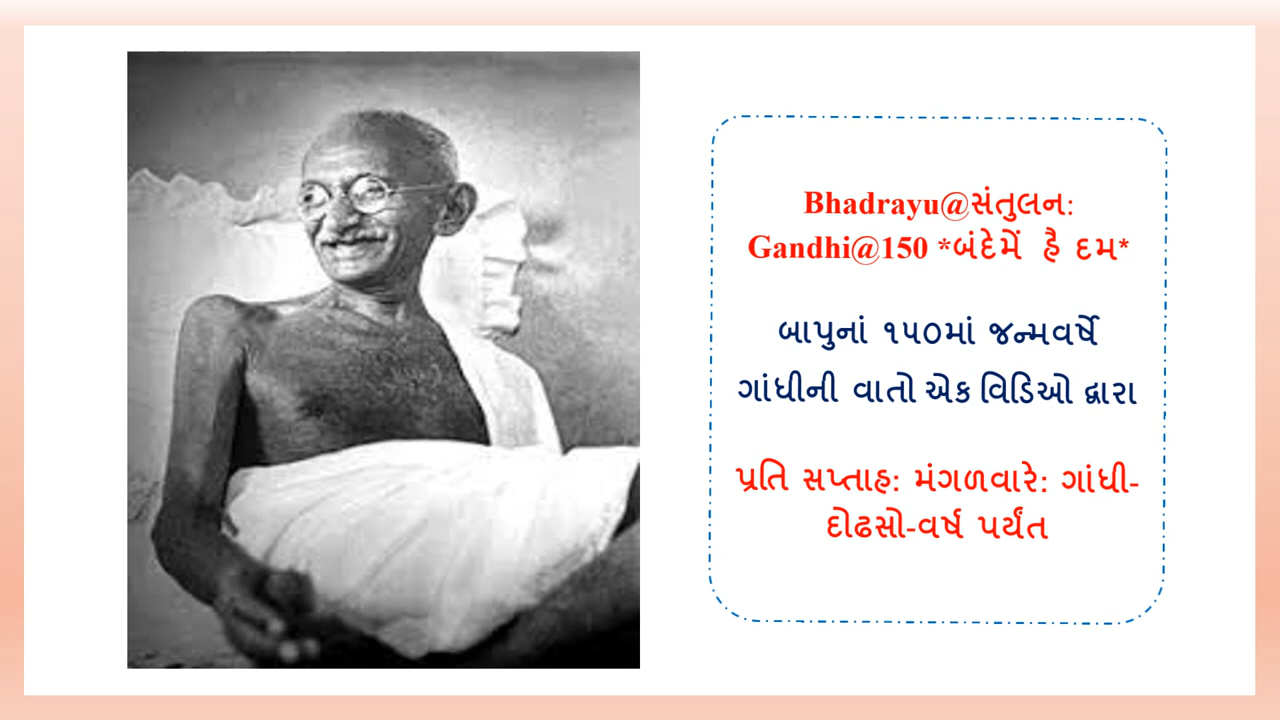 Bhadrayu@સંતુલન:
Gandhi@150 *બંદેમેં હૈ દમ*
બાપુનાં ૧૫૦માં જન્મવર્ષે
ગાંધીની વાતો એક વિડિઓ દ્વારા
પ્રતિ સપ્તાહ: મંગળવારે: ગાંધી-
દોઢસો-વર્ષ પર્યંત